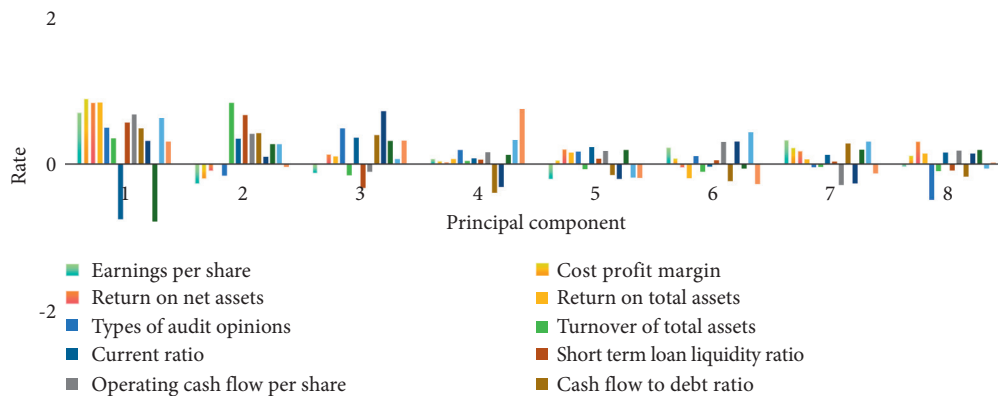 2
0
-2
Rate
1 2 3 4 5 6 7 8
Principal component
Earnings per share
Cost profit margin
Return on net assets
Return on total assets
Types of audit opinions
Turnover of total assets
Current ratio
Short term loan liquidity ratio
Operating cash flow per share
Cash flow to debt ratio